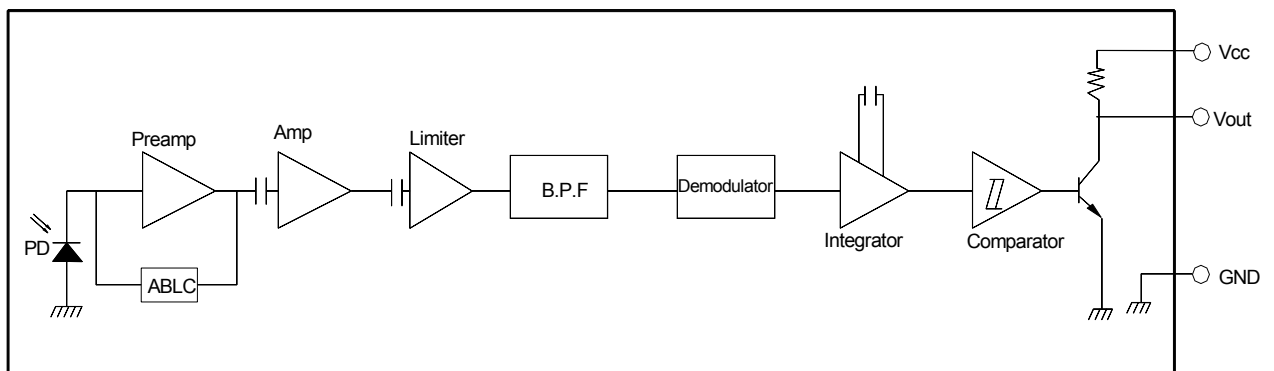 Preamp
Amp
Limiter
Vcc
Vout
B.P.F
Demodulator
PD
ABLC
Integrator
Comparator
GND